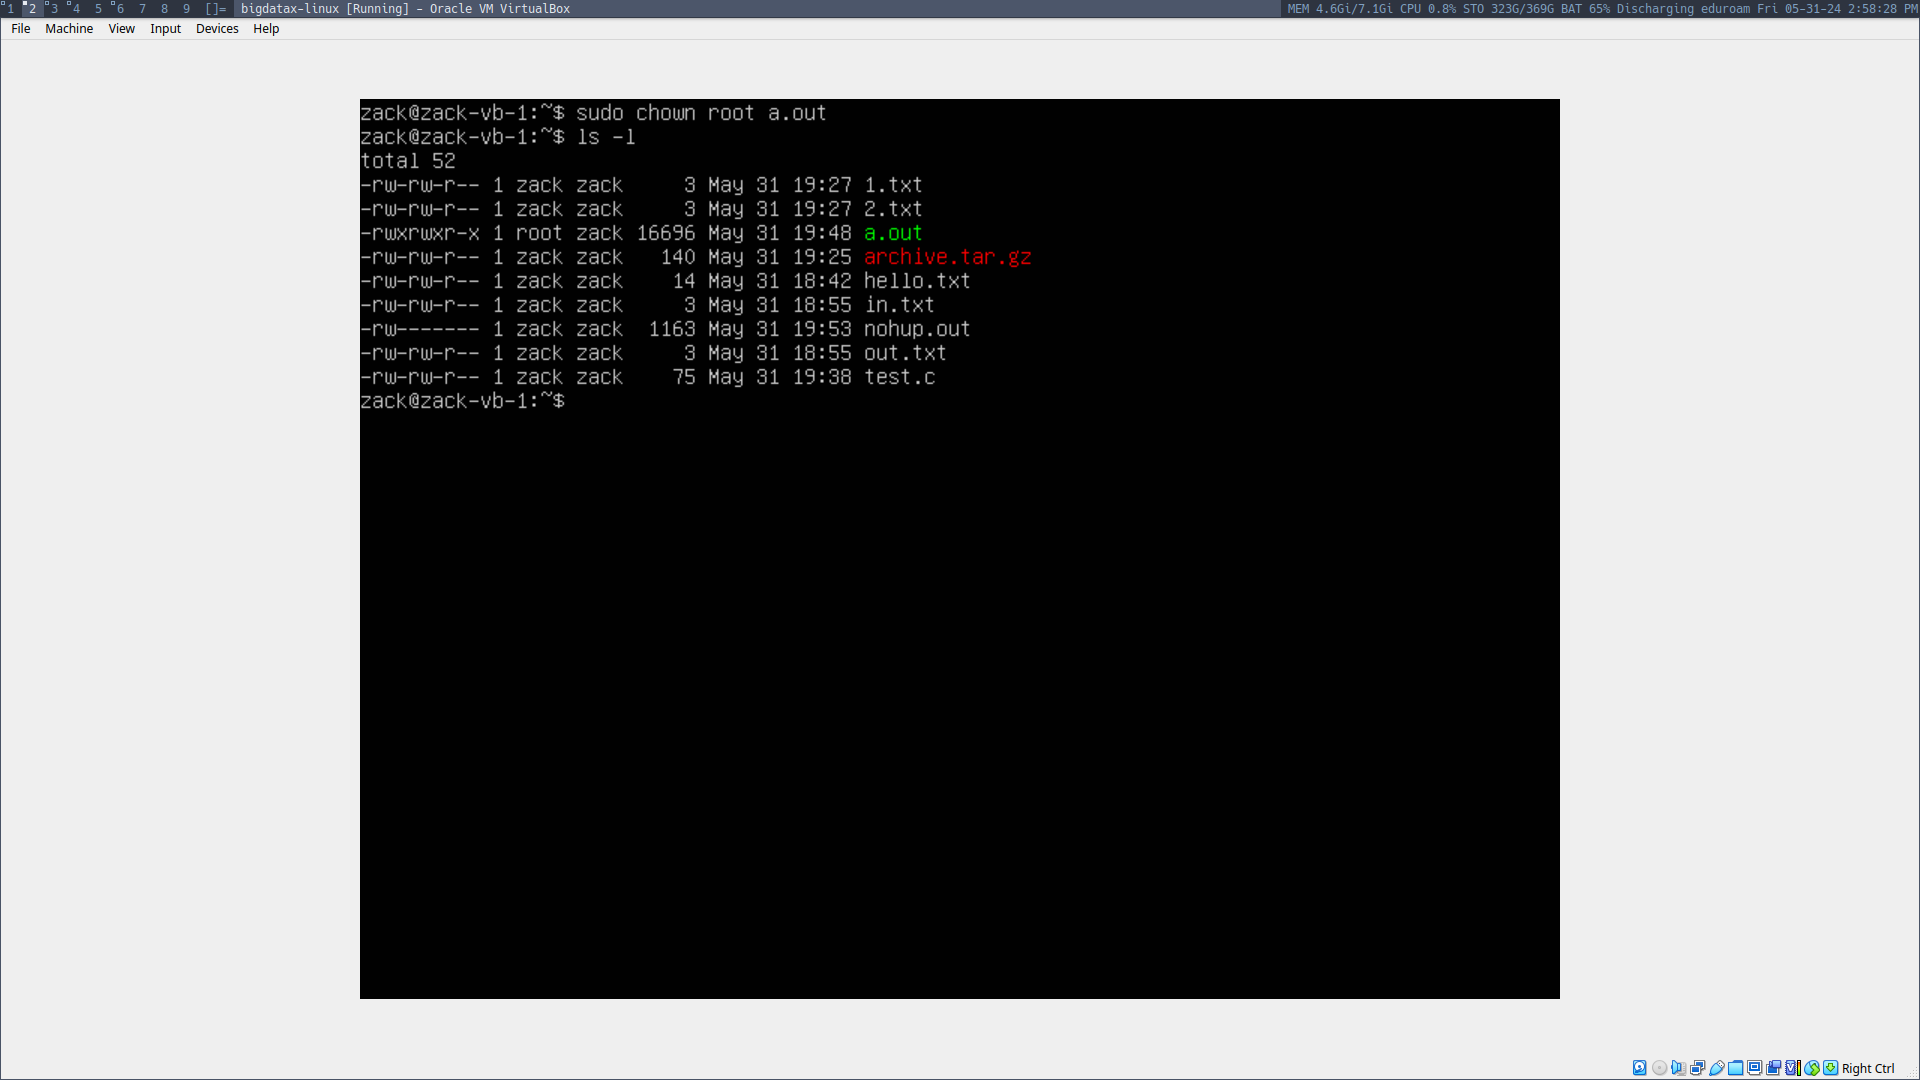 1 2 3 4 5 6 7 8 9 []= bigdatax-linux [Running] - Oracle VM VirtualBox MEM 4.6Gi/7.1Gi CPU 0.8% STO 323G/369G BAT 65% Discharging eduroam Fri 05-31-24 2:58:28 PM
File Machine View Input Devices Help
zack@zack-vb-1:~$ sudo chown root a.out
zack@zack-vb-1:~$ ls -l
total 52
-rw-rw-r-- 1 zack zack     3 May 31 19:27 1.txt
-rw-rw-r-- 1 zack zack     3 May 31 19:27 2.txt
-rwxrwxr-x 1 root zack 16696 May 31 19:48 a.out
-rw-rw-r-- 1 zack zack   140 May 31 19:25 archive.tar.gz
-rw-rw-r-- 1 zack zack    14 May 31 18:42 hello.txt
-rw-rw-r-- 1 zack zack     3 May 31 18:55 in.txt
-rw------- 1 zack zack  1163 May 31 19:53 nohup.out
-rw-rw-r-- 1 zack zack     3 May 31 18:55 out.txt
-rw-rw-r-- 1 zack zack    75 May 31 19:38 test.c
zack@zack-vb-1:~$
Right Ctrl